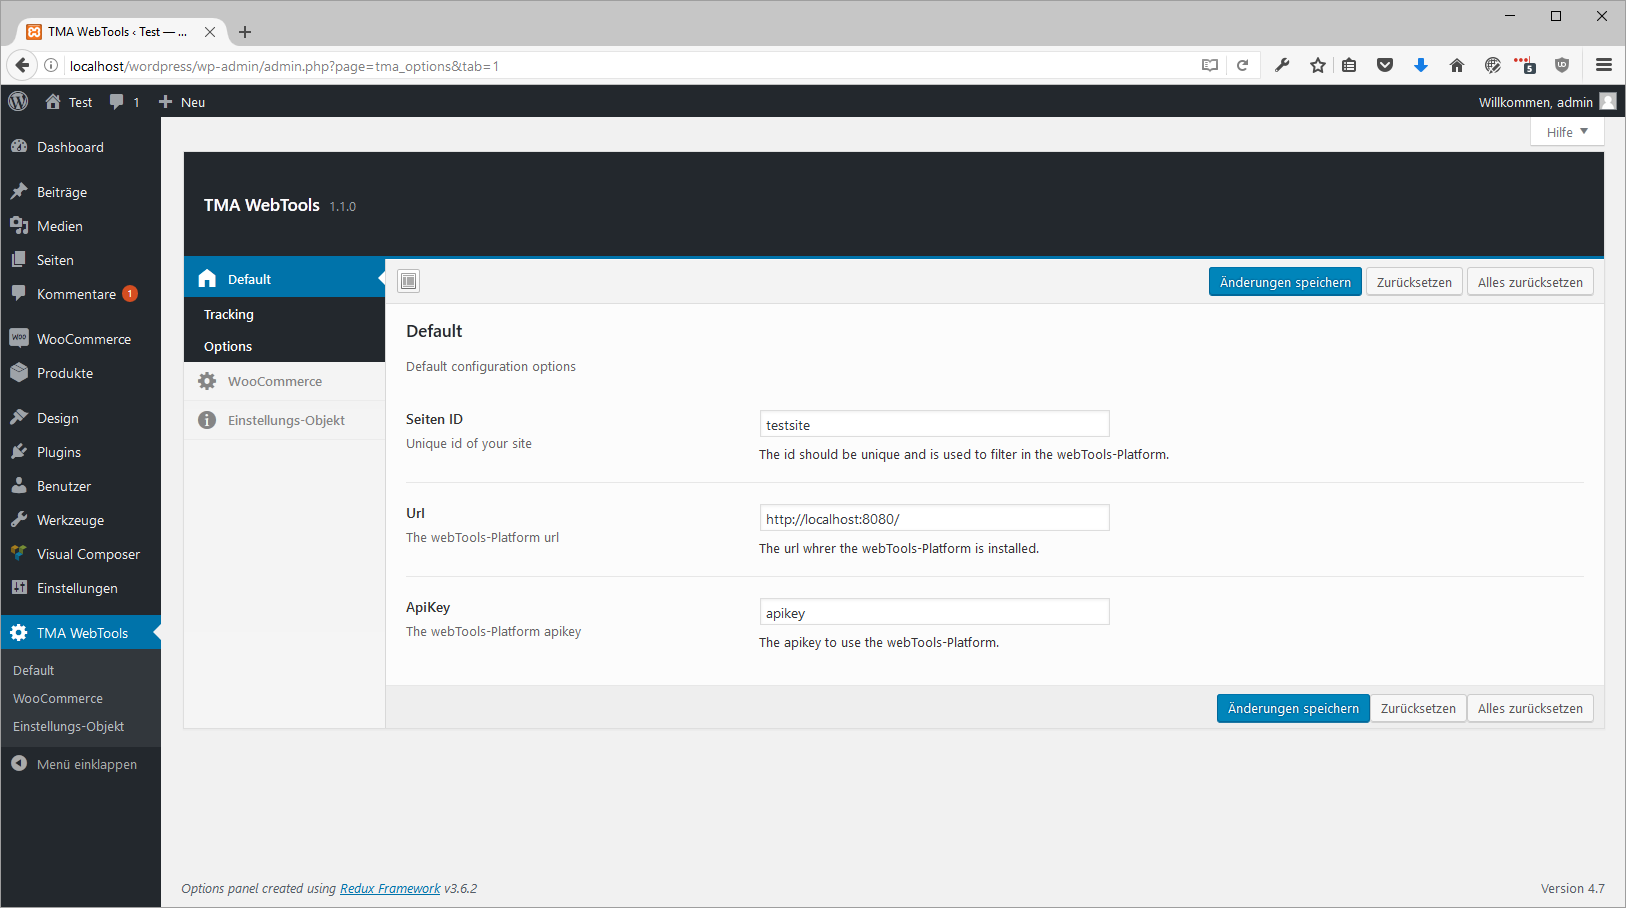 TMA WebTools ‹ Test — ...
localhost/wordpress/wp-admin/admin.php?page=tma_options&tab=1
5
Test
1
Neu
Willkommen, admin
Hilfe
Dashboard
Beiträge
Medien
Seiten
Kommentare 1
WooCommerce
Produkte
Design
Plugins
Benutzer
Werkzeuge
Visual Composer
Einstellungen
TMA WebTools
Default
WooCommerce
Einstellungs-Objekt
Menü einklappen
TMA WebTools 1.1.0
Default
Tracking
Options
WooCommerce
Einstellungs-Objekt
Änderungen speichern Zurücksetzen Alles zurücksetzen
Default
Default configuration options
Seiten ID
Unique id of your site
testsite
The id should be unique and is used to filter in the webTools-Platform.
Url
The webTools-Platform url
http://localhost:8080/
The url whrer the webTools-Platform is installed.
ApiKey
The webTools-Platform apikey
apikey
The apikey to use the webTools-Platform.
Änderungen speichern Zurücksetzen Alles zurücksetzen
Options panel created using Redux Framework v3.6.2
Version 4.7